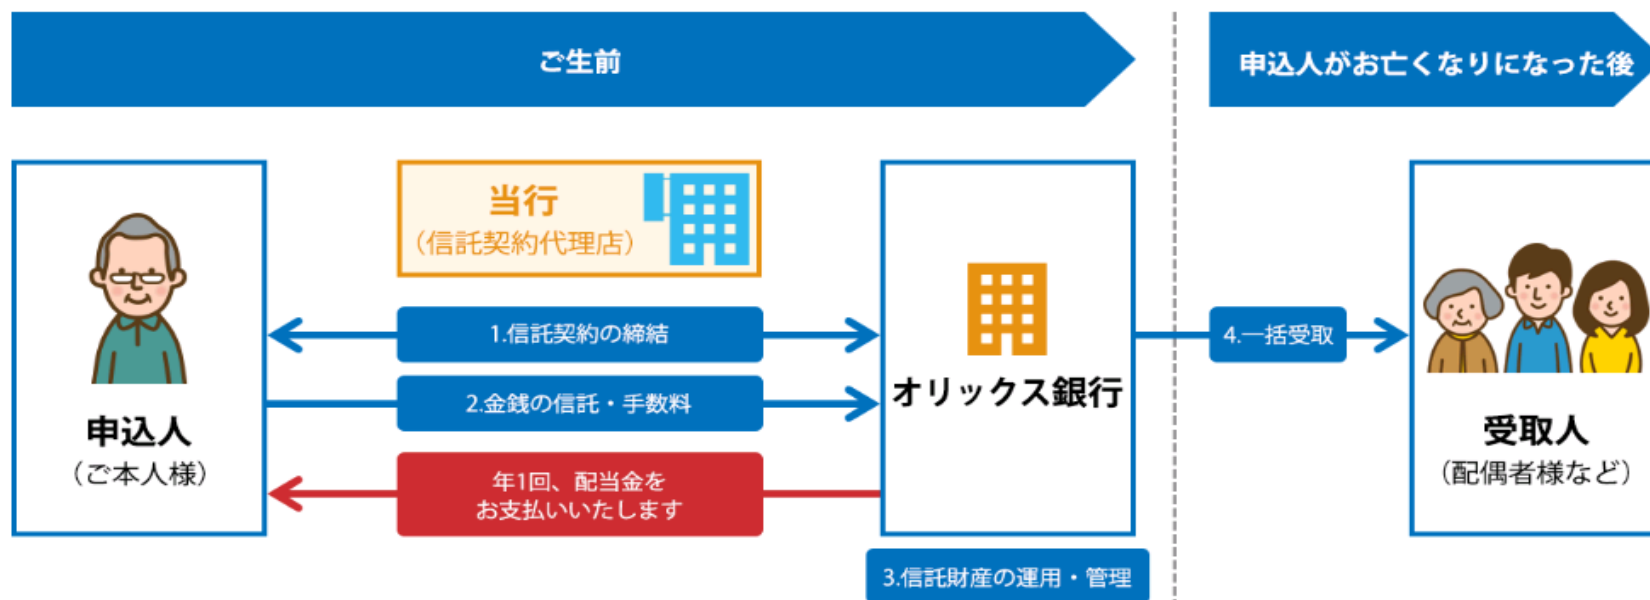 ご生前
申込人がお亡くなりになった後
当行
(信託契約代理店)
1.信託契約の締結
2.金銭の信託・手数料
年1回、配当金を
お支払いいたします
申込人
(ご本人様)
オリックス銀行
3.信託財産の運用・管理
4.一括受取
受取人
(配偶者様など)